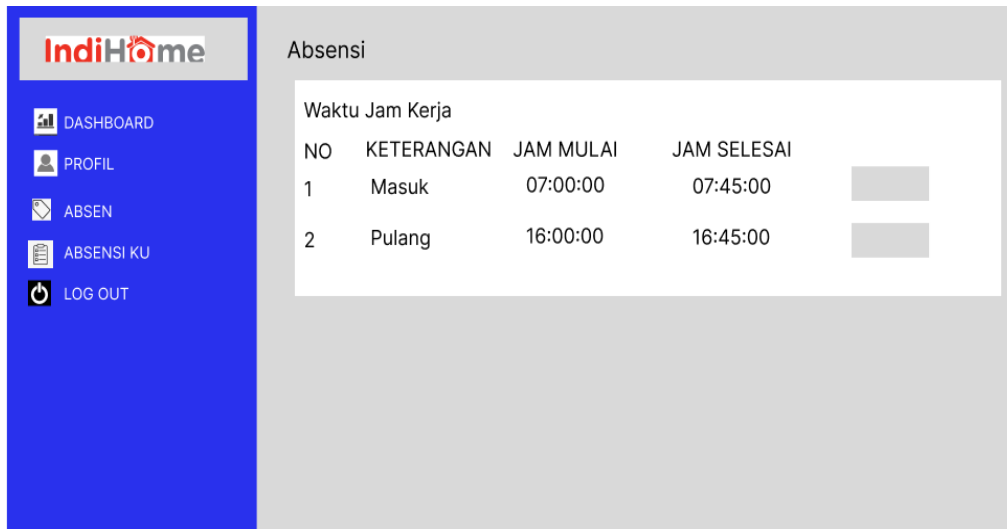 IndiHome
DASHBOARD
PROFIL
ABSEN
ABSENSI KU
LOG OUT
Absensi
Waktu Jam Kerja
NO KETERANGAN JAM MULAI JAM SELESAI
1 Masuk 07:00:00 07:45:00
2 Pulang 16:00:00 16:45:00